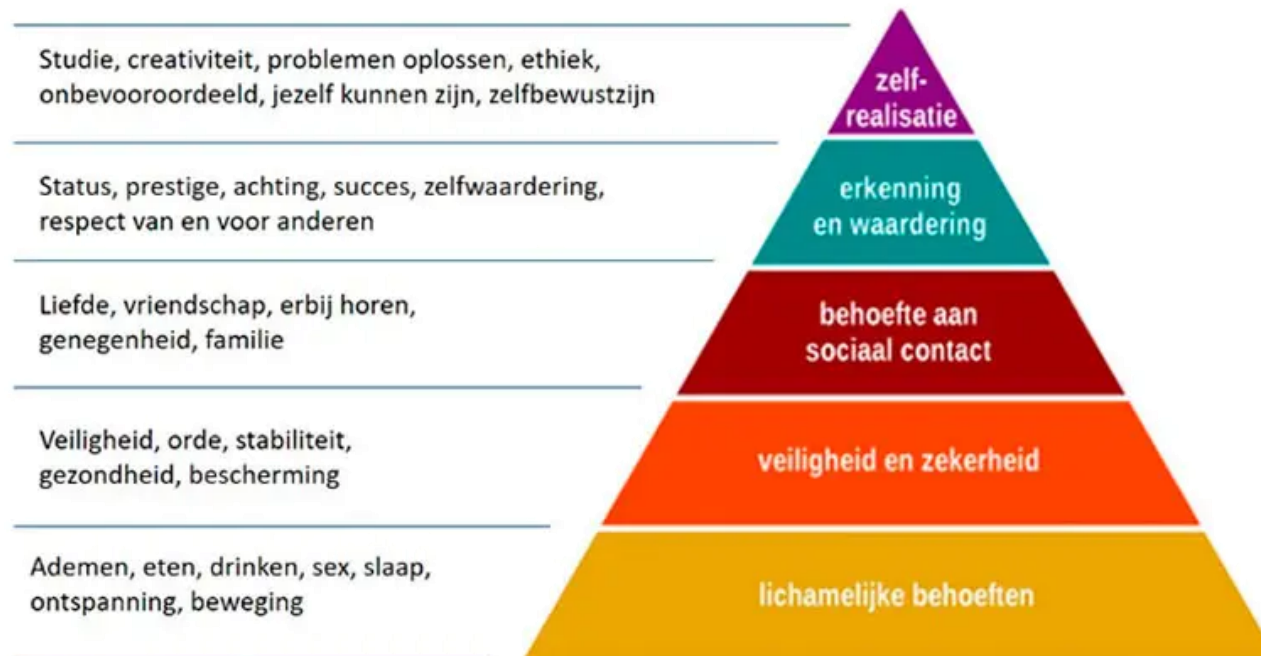 Studie, creativiteit, problemen oplossen, ethiek,
onbevooroordeeld, jezelf kunnen zijn, zelfbewustzijn
zelf-
realisatie
Status, prestige, achting, succes, zelfwaardering,
respect van en voor anderen
erkenning
en waardering
Liefde, vriendschap, erbij horen,
genegenheid, familie
behoefte aan
sociaal contact
Veiligheid, orde, stabiliteit,
gezondheid, bescherming
veiligheid en zekerheid
Ademen, eten, drinken, sex, slaap,
ontspanning, beweging
lichamelijke behoeften